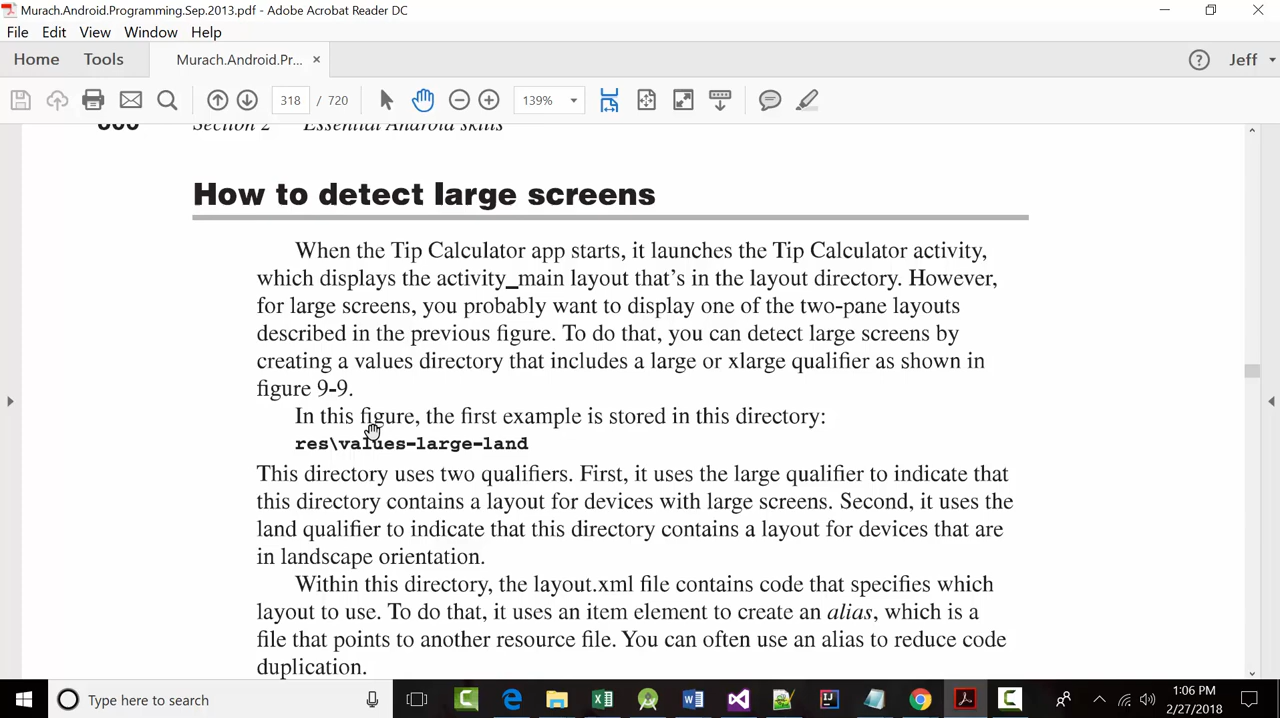 Murach.Android.Programming.Sep.2013.pdf - Adobe Acrobat Reader DC
File Edit View Window Help
Home Tools Murach.Android.Pr... × Jeff
318 / 720 139%
Section 2 Essential Android skills
How to detect large screens
When the Tip Calculator app starts, it launches the Tip Calculator activity,
which displays the activity_main layout that's in the layout directory. However,
for large screens, you probably want to display one of the two-pane layouts
described in the previous figure. To do that, you can detect large screens by
creating a values directory that includes a large or xlarge qualifier as shown in
figure 9-9.
In this figure, the first example is stored in this directory:
res\values-large-land
This directory uses two qualifiers. First, it uses the large qualifier to indicate that
this directory contains a layout for devices with large screens. Second, it uses the
land qualifier to indicate that this directory contains a layout for devices that are
in landscape orientation.
Within this directory, the layout.xml file contains code that specifies which
layout to use. To do that, it uses an item element to create an alias, which is a
file that points to another resource file. You can often use an alias to reduce code
duplication.
Type here to search
1:06 PM
2/27/2018